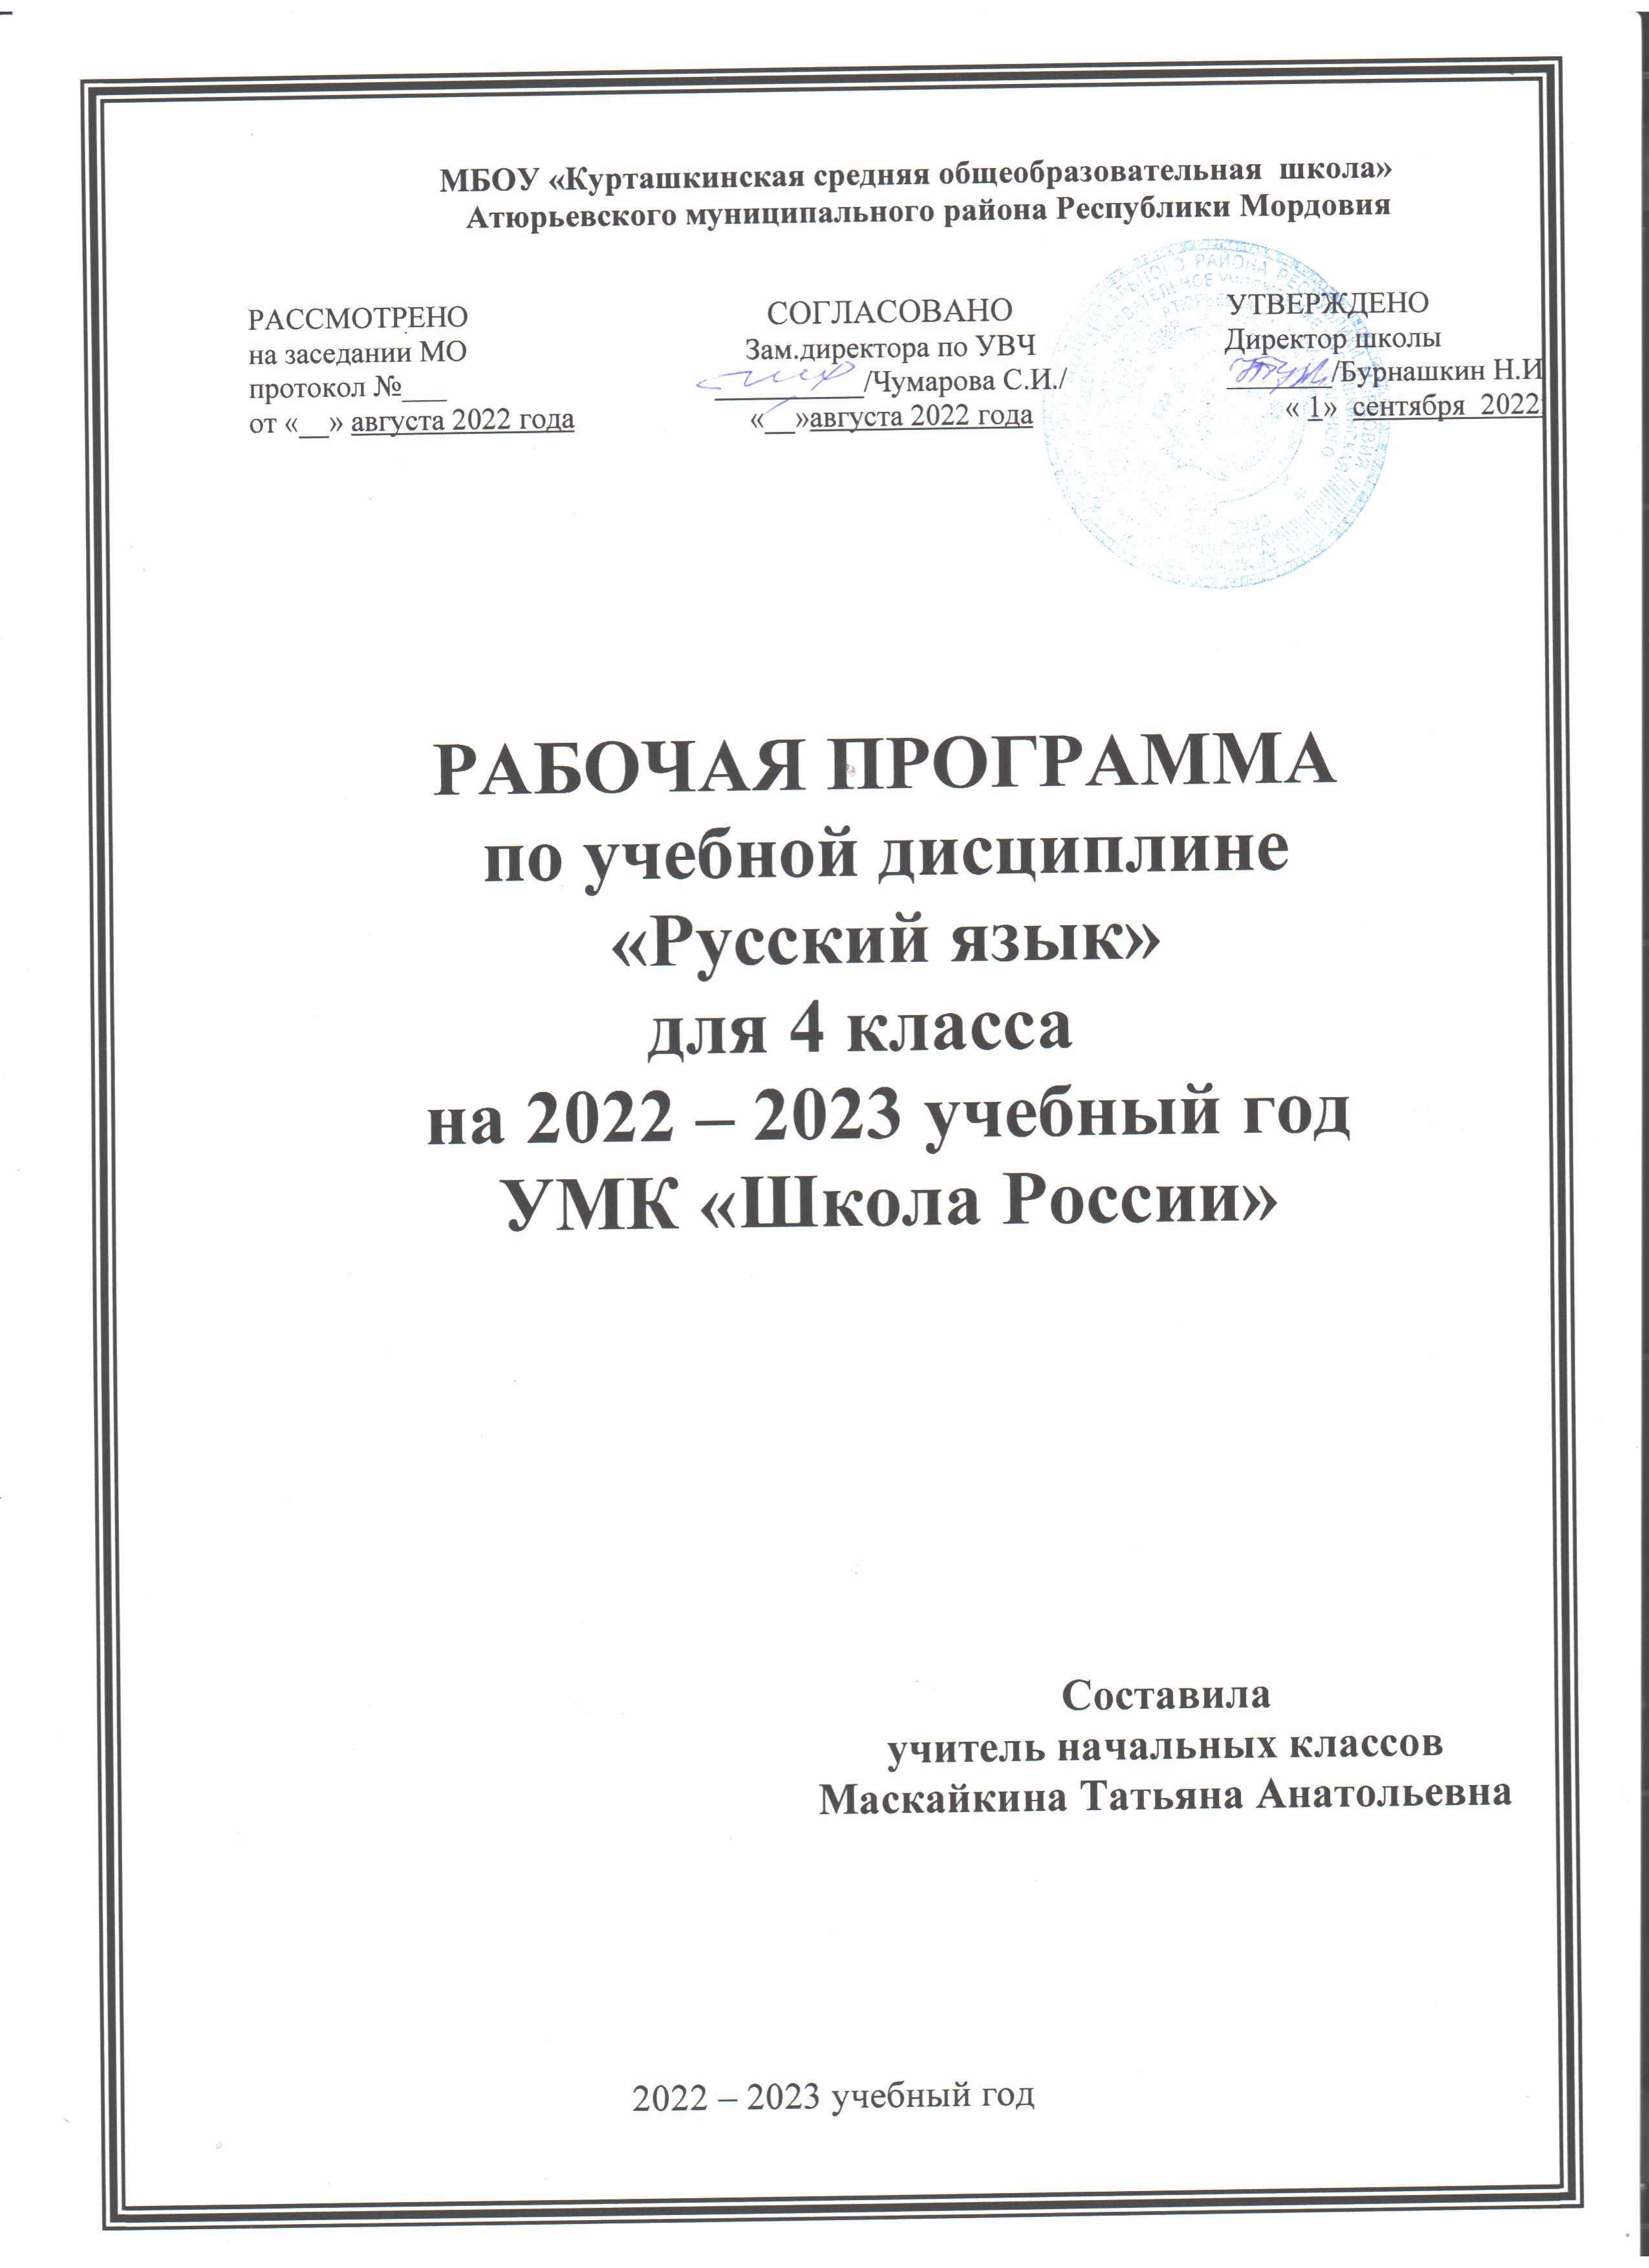 МБОУ «Курташкинская средняя общеобразовательная школа»
Атюрьевского муниципального района Республики Мордовия
РАССМОТРЕНО
на заседании МО
протокол №___
от «__» августа 2022 года
СОГЛАСОВАНО
Зам.директора по УВЧ
__________/Чумарова С.И./
«__»августа 2022 года
УТВЕРЖДЕНО
Директор школы
_______/Бурнашкин Н.И
« 1» сентября 2022
РАЙОНА
РАБОЧАЯ ПРОГРАММА
по учебной дисциплине
«Русский язык»
для 4 класса
на 2022 – 2023 учебный год
УМК «Школа России»
Составила
учитель начальных классов
Маскайкина Татьяна Анатольевна
2022 – 2023 учебный год